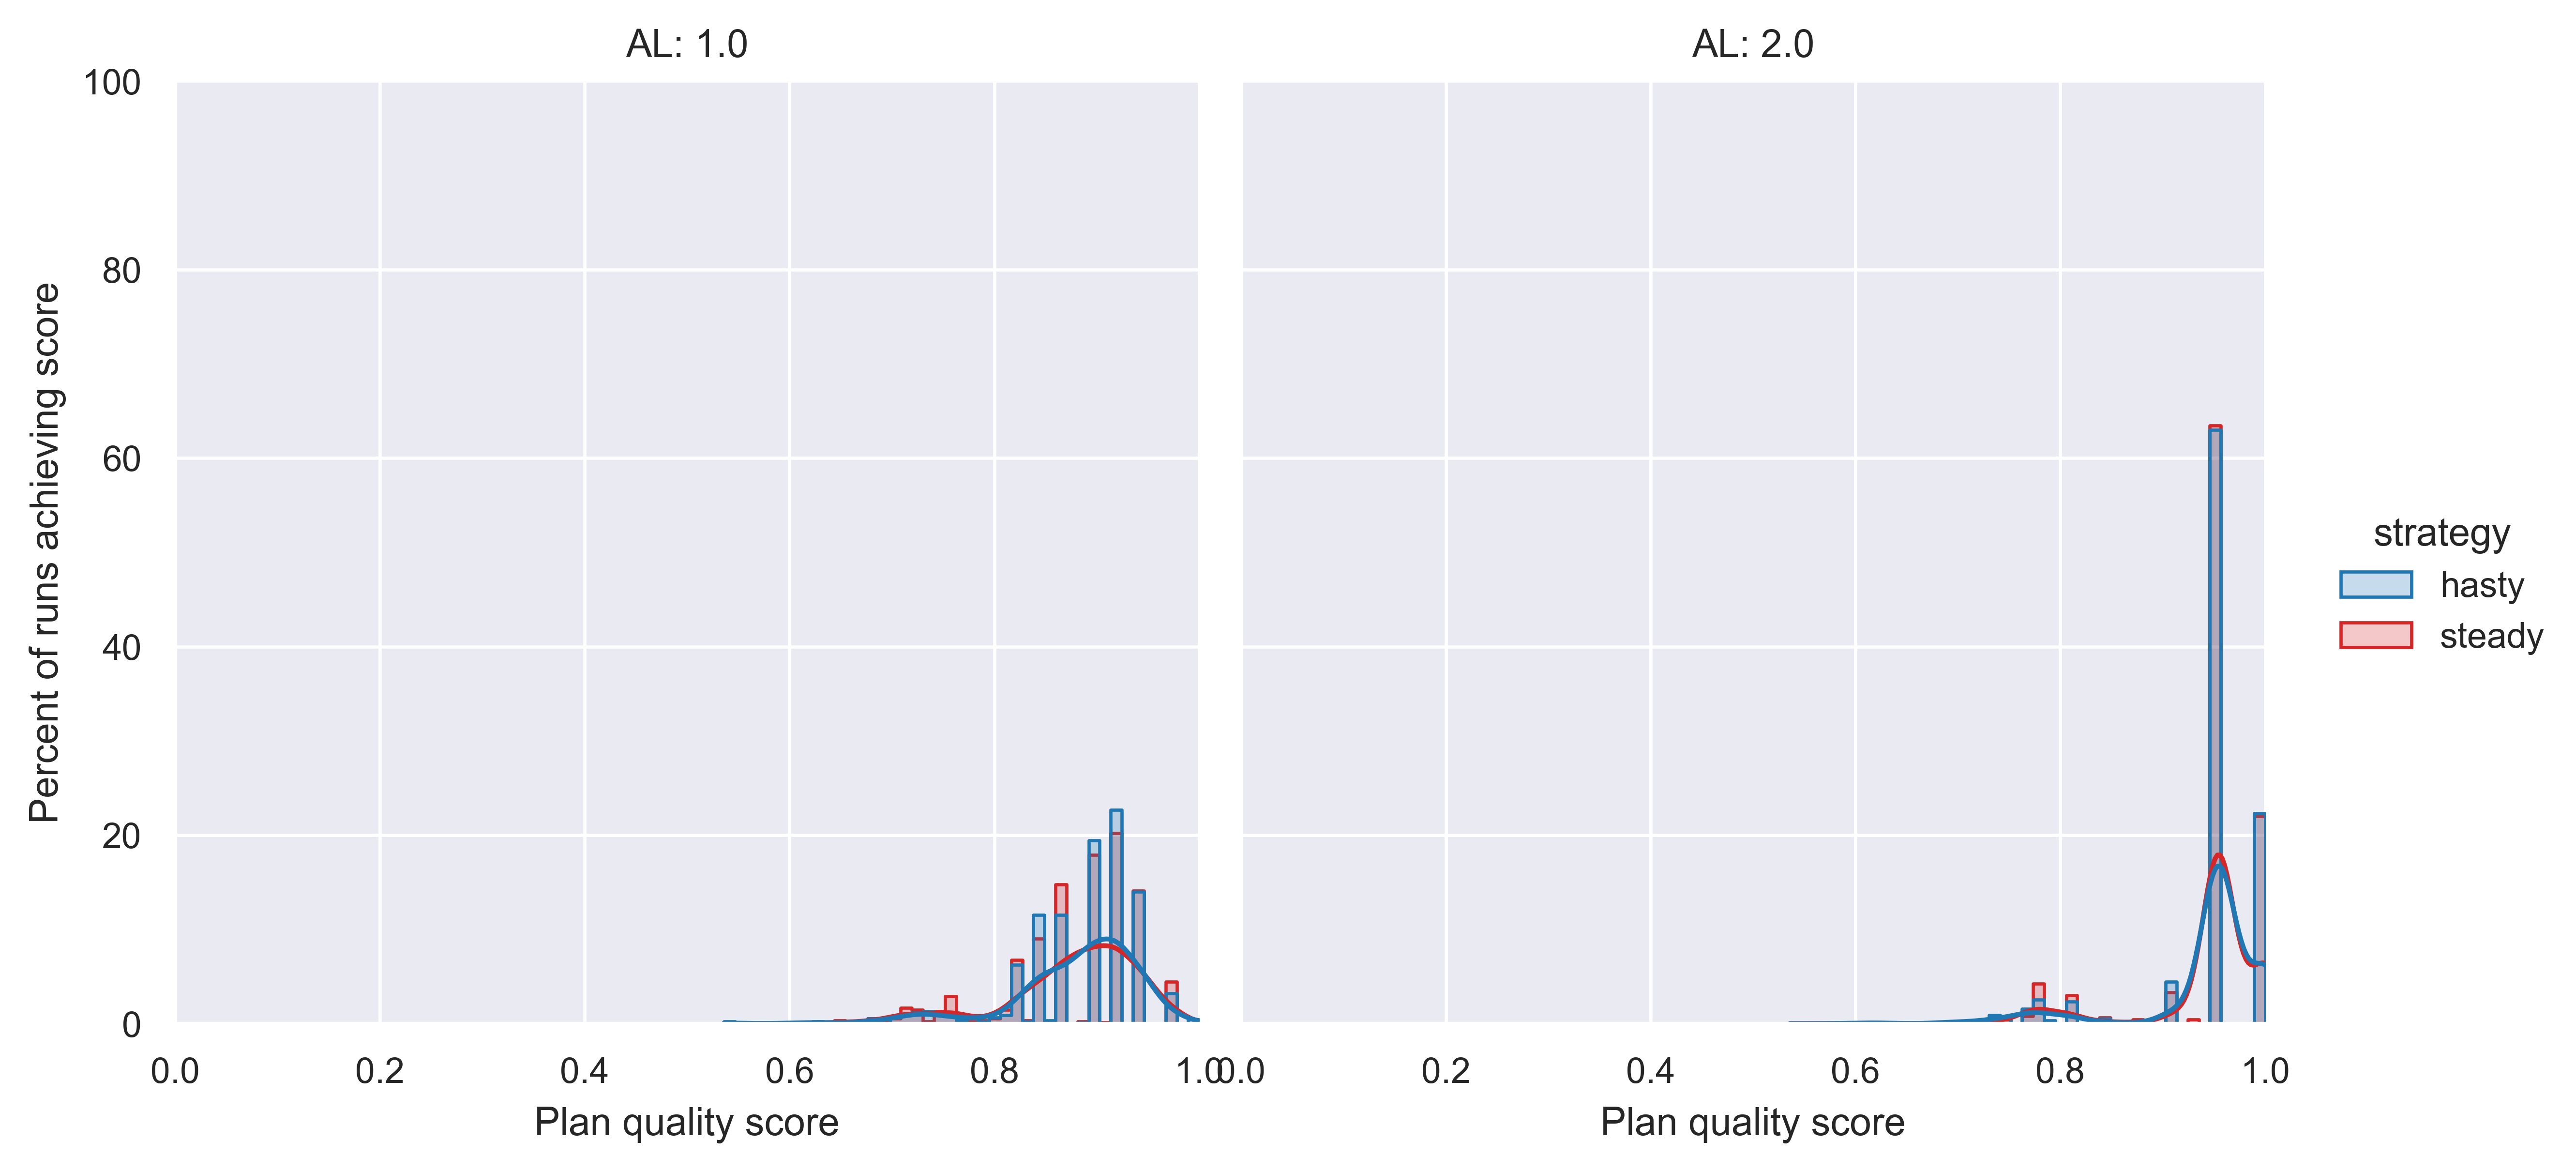 AL: 1.0
AL: 2.0
Percent of runs achieving score
100
80
60
40
20
0
0.0 0.2 0.4 0.6 0.8 1.0
0.0 0.2 0.4 0.6 0.8 1.0
Plan quality score
Plan quality score
strategy
hasty
steady